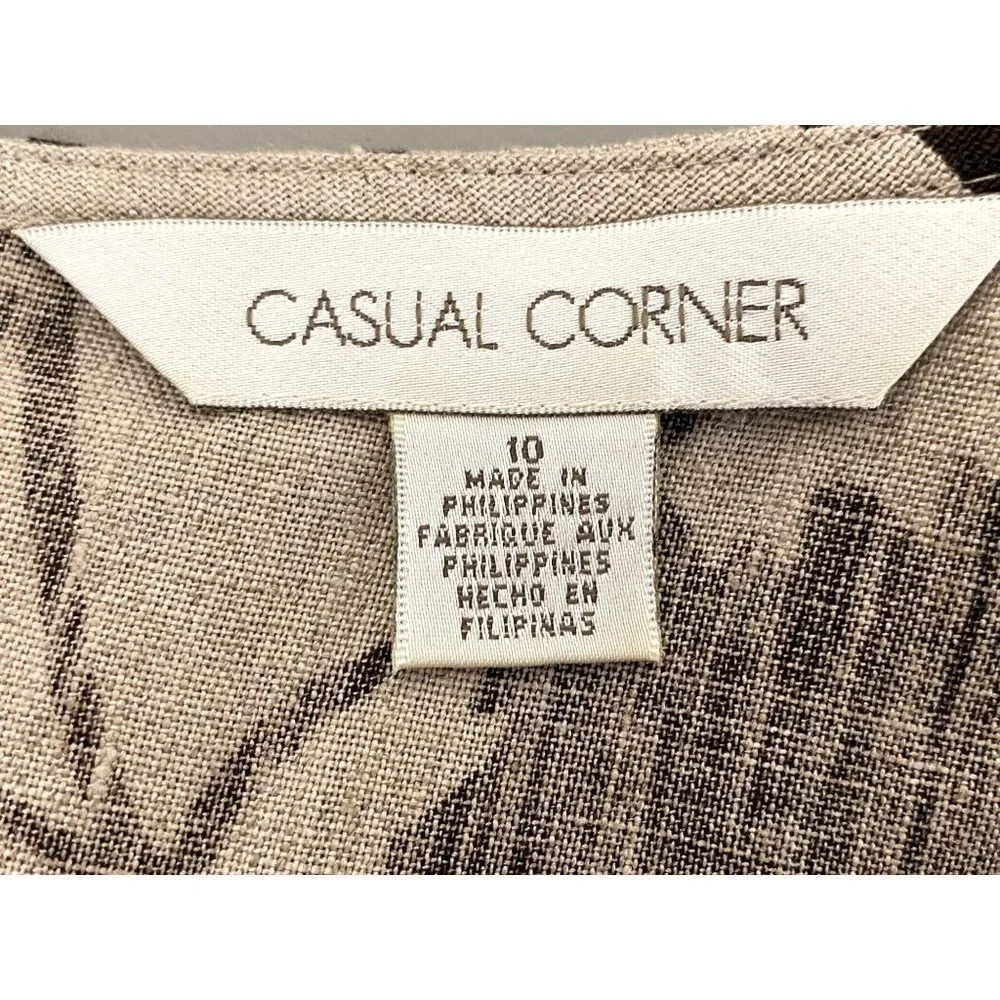 CASUAL CORNER
10
MADE IN
PHILIPPINES
FABRIQUE AUX
PHILIPPINES
HECHO EN
FILIPINAS